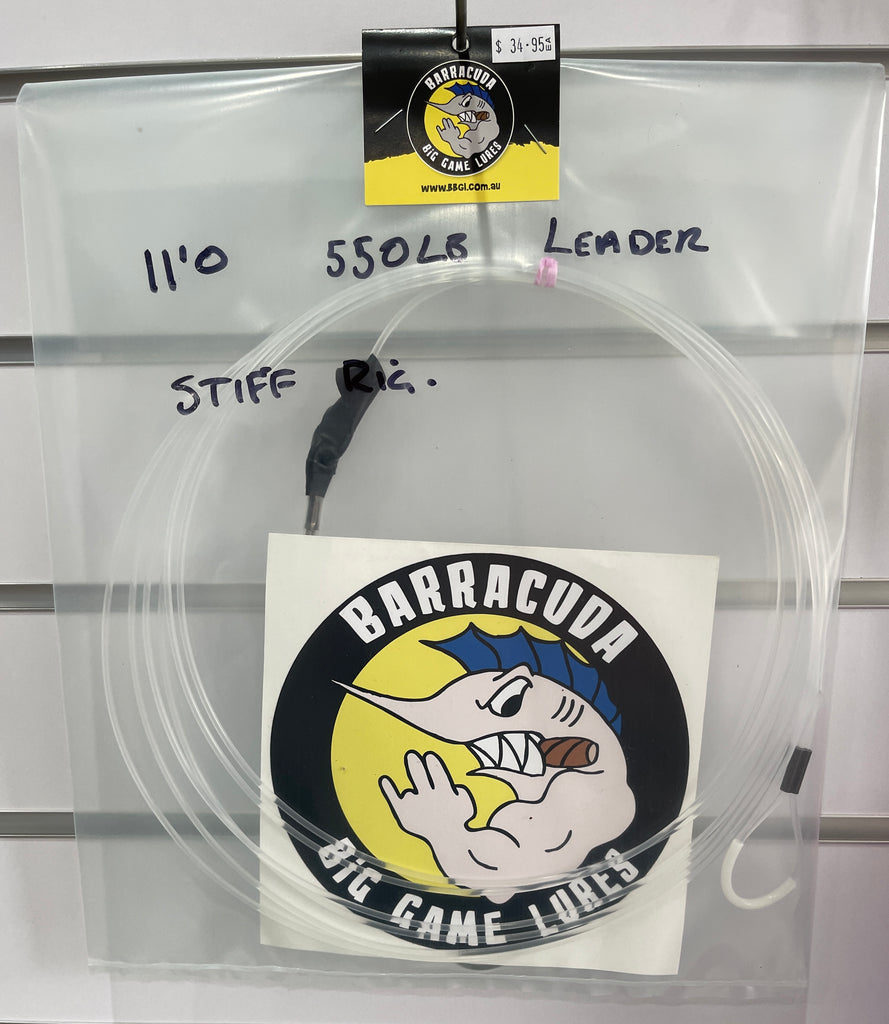 $ 34.95 EA
BARRACUDA
BIG GAME LURES
WWW.BBGL.COM.AU
11'0 550LB LEADER
STIFF RIG.
BARRACUDA
BIG GAME LURES